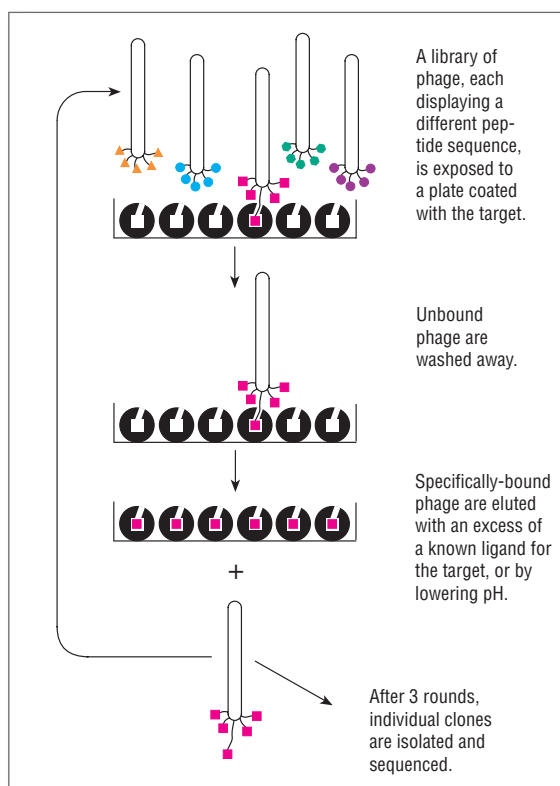 A library of
phage, each
displaying a
different pep-
tide sequence,
is exposed to
a plate coated
with the target.
Unbound
phage are
washed away.
Specifically-bound
phage are eluted
with an excess of
a known ligand for
the target, or by
lowering pH.
+
After 3 rounds,
individual clones
are isolated and
sequenced.